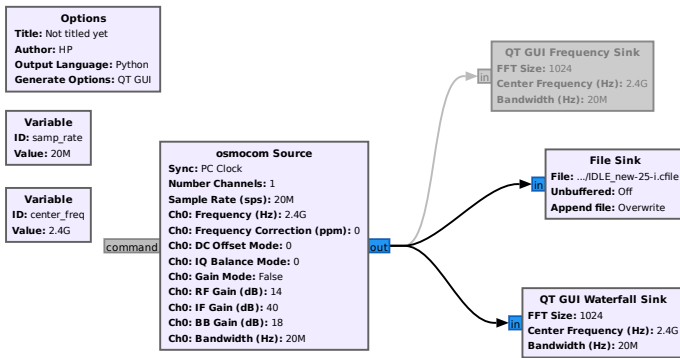 Options
Title: Not titled yet
Author: HP
Output Language: Python
Generate Options: QT GUI
Variable
ID: samp_rate
Value: 20M
Variable
ID: center_freq
Value: 2.4G
command
osmocom Source
Sync: PC Clock
Number Channels: 1
Sample Rate (sps): 20M
Ch0: Frequency (Hz): 2.4G
Ch0: Frequency Correction (ppm): 0
Ch0: DC Offset Mode: 0
Ch0: IQ Balance Mode: 0
Ch0: Gain Mode: False
Ch0: RF Gain (dB): 14
Ch0: IF Gain (dB): 40
Ch0: BB Gain (dB): 18
Ch0: Bandwidth (Hz): 20M
out
in
QT GUI Frequency Sink
FFT Size: 1024
Center Frequency (Hz): 2.4G
Bandwidth (Hz): 20M
in
File Sink
File: .../IDLE_new-25-i.cfile
Unbuffered: Off
Append file: Overwrite
in
QT GUI Waterfall Sink
FFT Size: 1024
Center Frequency (Hz): 2.4G
Bandwidth (Hz): 20M